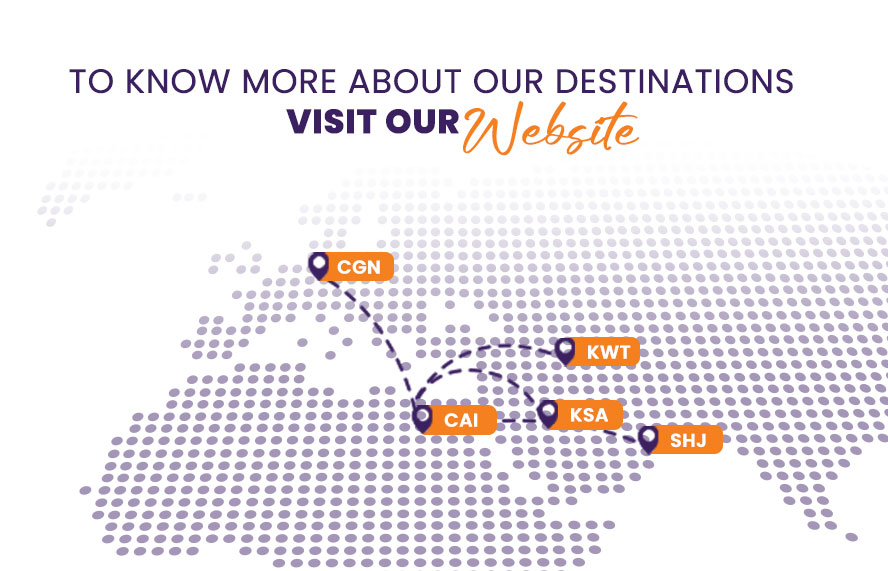 TO KNOW MORE ABOUT OUR DESTINATIONS
VISIT OUR Website
CGN
KWT
CAI
KSA
SHJ